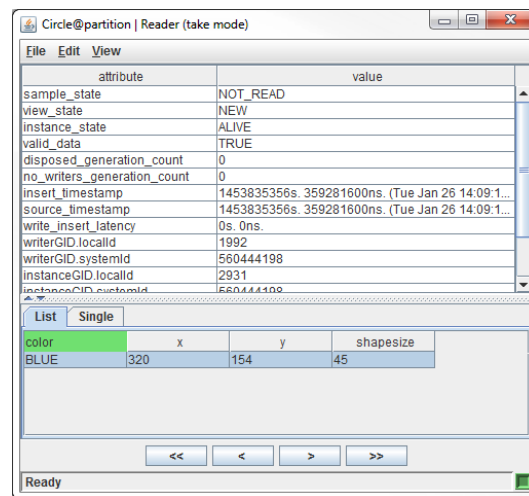 Circle@partition | Reader (take mode)
File Edit View
attribute value
sample_state NOT_READ
view_state NEW
instance_state ALIVE
valid_data TRUE
disposed_generation_count 0
no_writers_generation_count 0
insert_timestamp 1453835356s. 359281600ns. (Tue Jan 26 14:09:1...
source_timestamp 1453835356s. 359281600ns. (Tue Jan 26 14:09:1...
write_insert_latency 0s. 0ns.
writerGID.localId 1992
writerGID.systemId 560444198
instanceGID.localId 2931
instanceGID.systemId 560444198
List Single
color x y shapesize
BLUE 320 154 45
<< < > >>
Ready